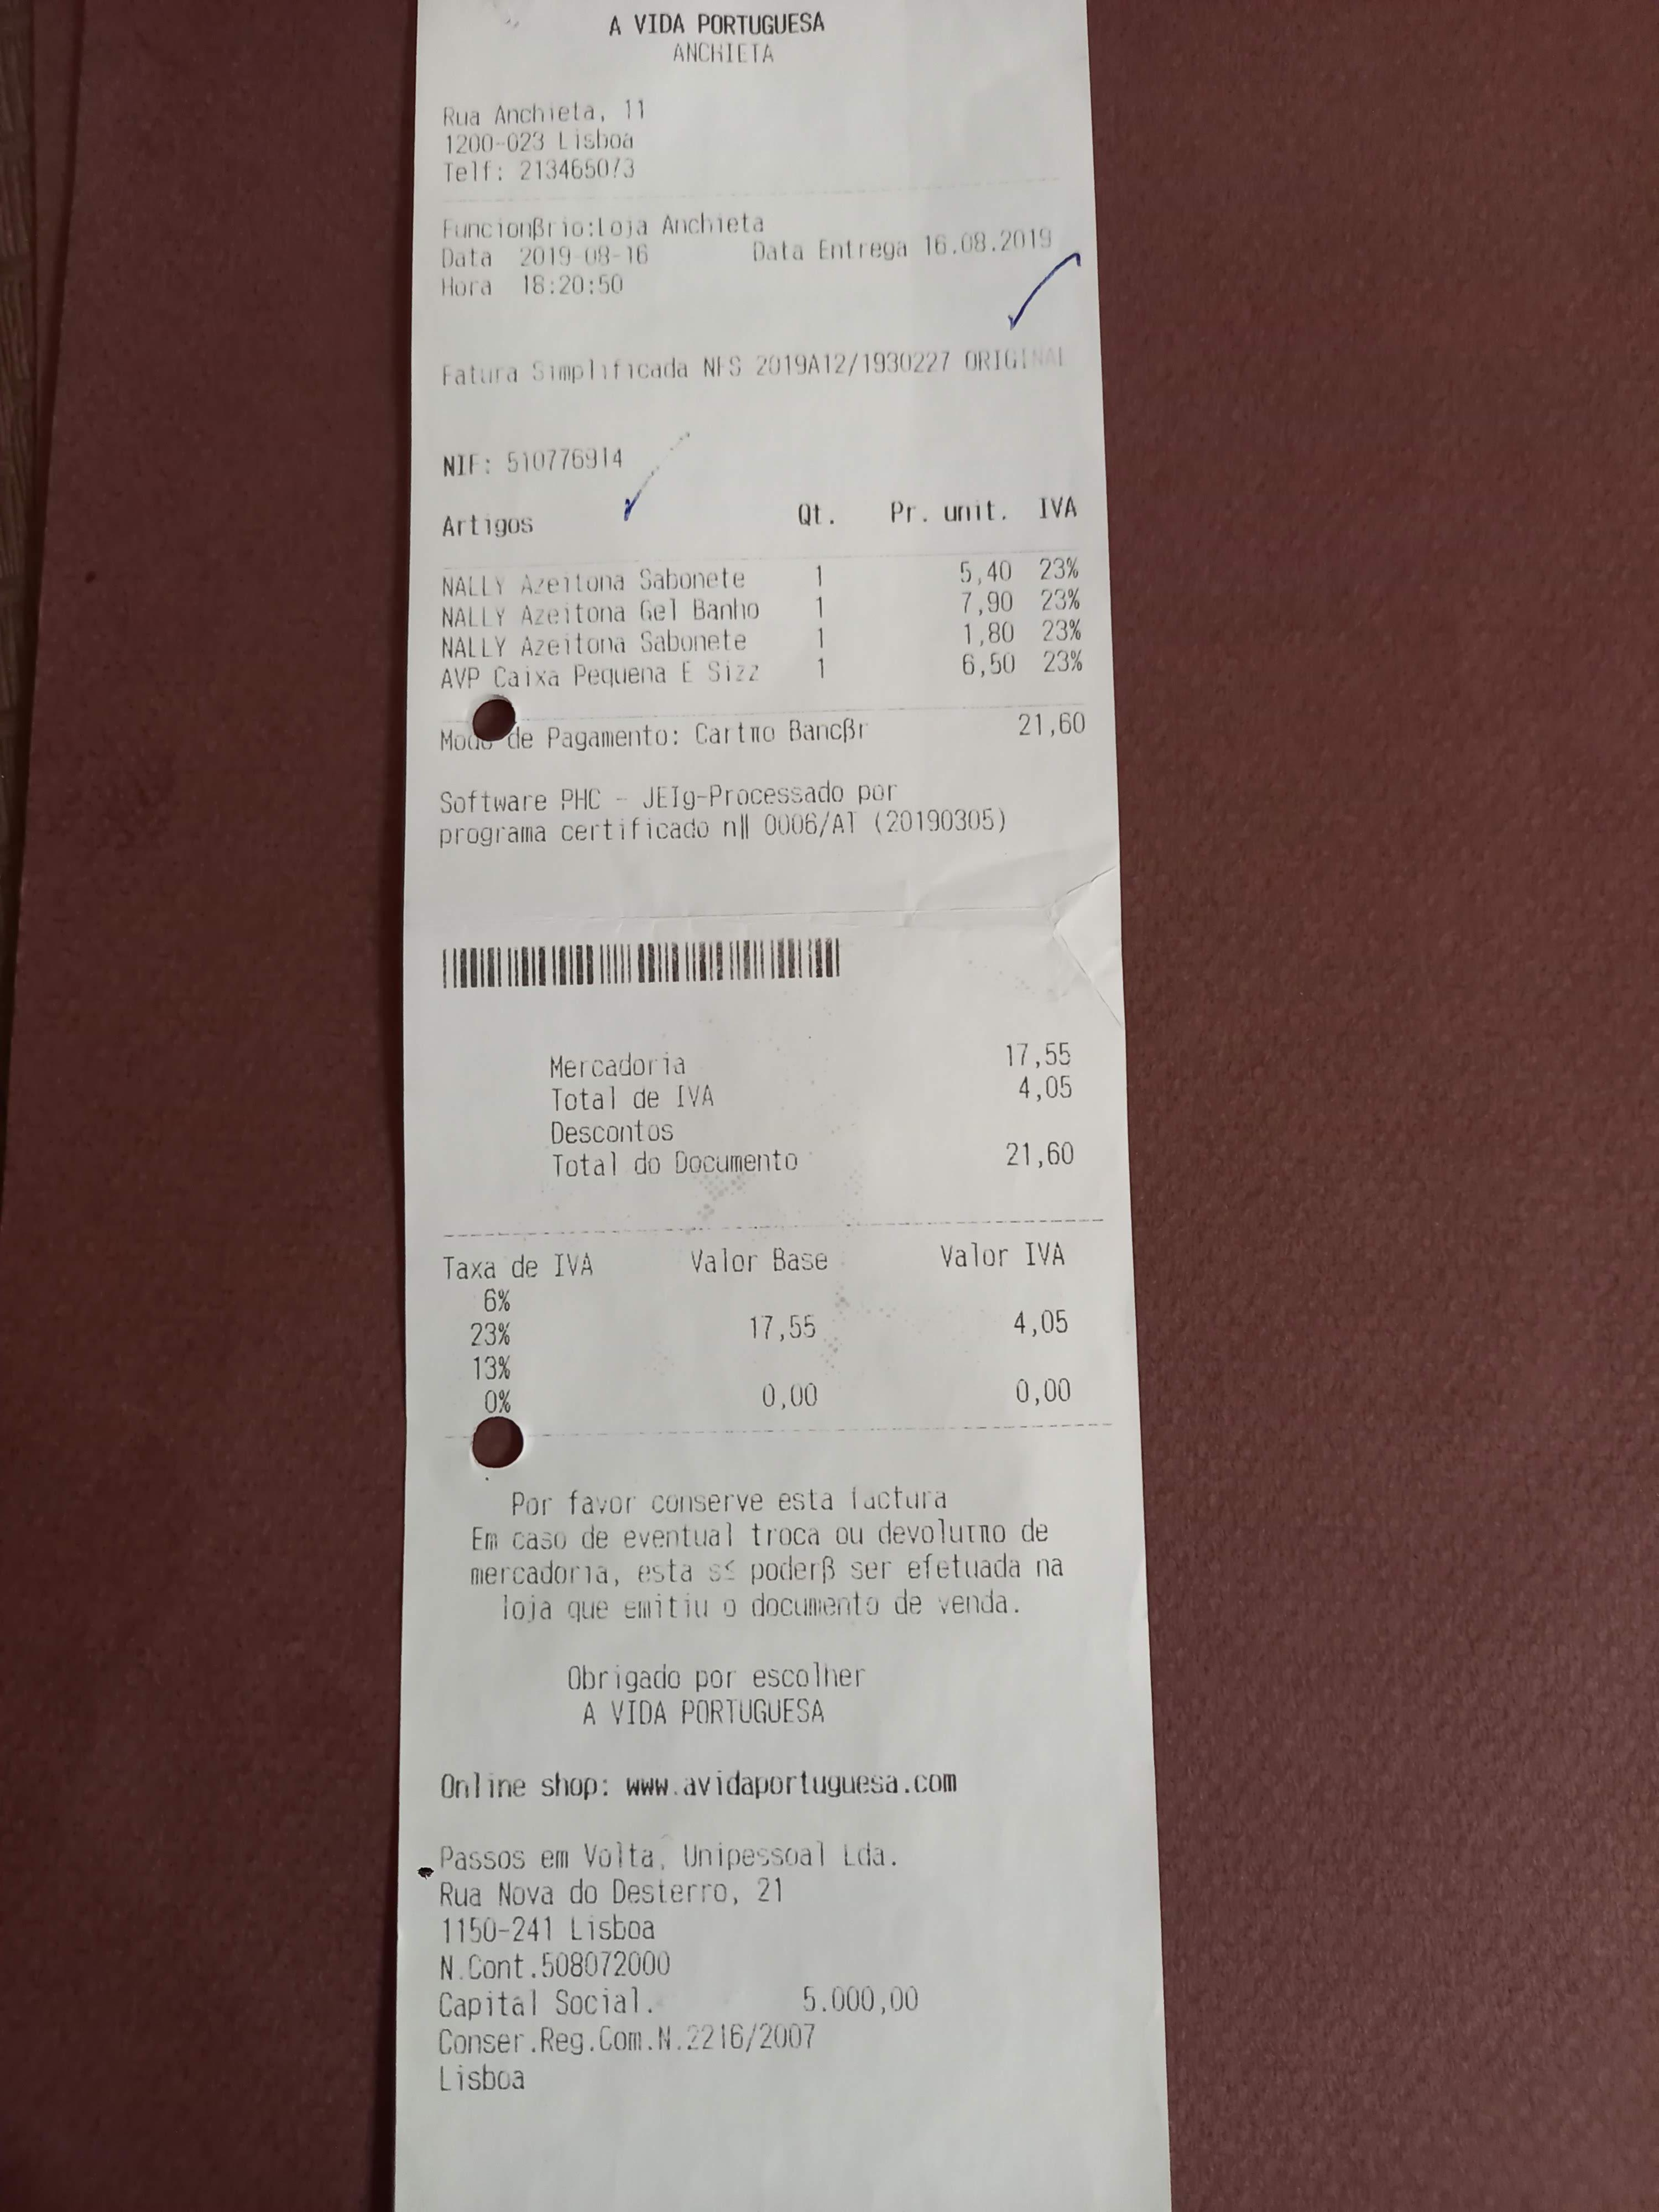 A VIDA PORTUGUESA
ANCHIETA
Rua Anchieta, 11
1200-023 Lisboa
Telf: 213465073
FuncionßrioːLoja Anchieta
Data 2019-08-16 Data Entrega 16.08.2019
Hora 18:20:50
Fatura Simplificada NFS 2019A12/1930227 ORIGINAL
NIF: 510776914
Artigos Qt. Pr. unit. IVA
NALLY Azeitona Sabonete 1 5,40 23%
NALLY Azeitona Gel Banho 1 7,90 23%
NALLY Azeitona Sabonete 1 1,80 23%
AVP Caixa Pequena E Sizz 1 6,50 23%
Modo de Pagamento: Cartπo Bancßr 21,60
Software PHC - JEIg-Processado por
programa certificado n‖ 0006/AT (20190305)
Mercadoria 17,55
Total de IVA 4,05
Descontos
Total do Documento 21,60
Taxa de IVA Valor Base Valor IVA
6%
23% 17,55 4,05
13%
0% 0,00 0,00
Por favor conserve esta factura
Em caso de eventual troca ou devoluτπo de
mercadoria, esta s≤ poderß ser efetuada na
loja que emitiu o documento de venda.
Obrigado por escolher
A VIDA PORTUGUESA
Online shop: www.avidaportuguesa.com
Passos em Volta, Unipessoal Lda.
Rua Nova do Desterro, 21
1150-241 Lisboa
N.Cont.508072000
Capital Social. 5.000,00
Conser.Reg.Com.N.2216/2007
Lisboa